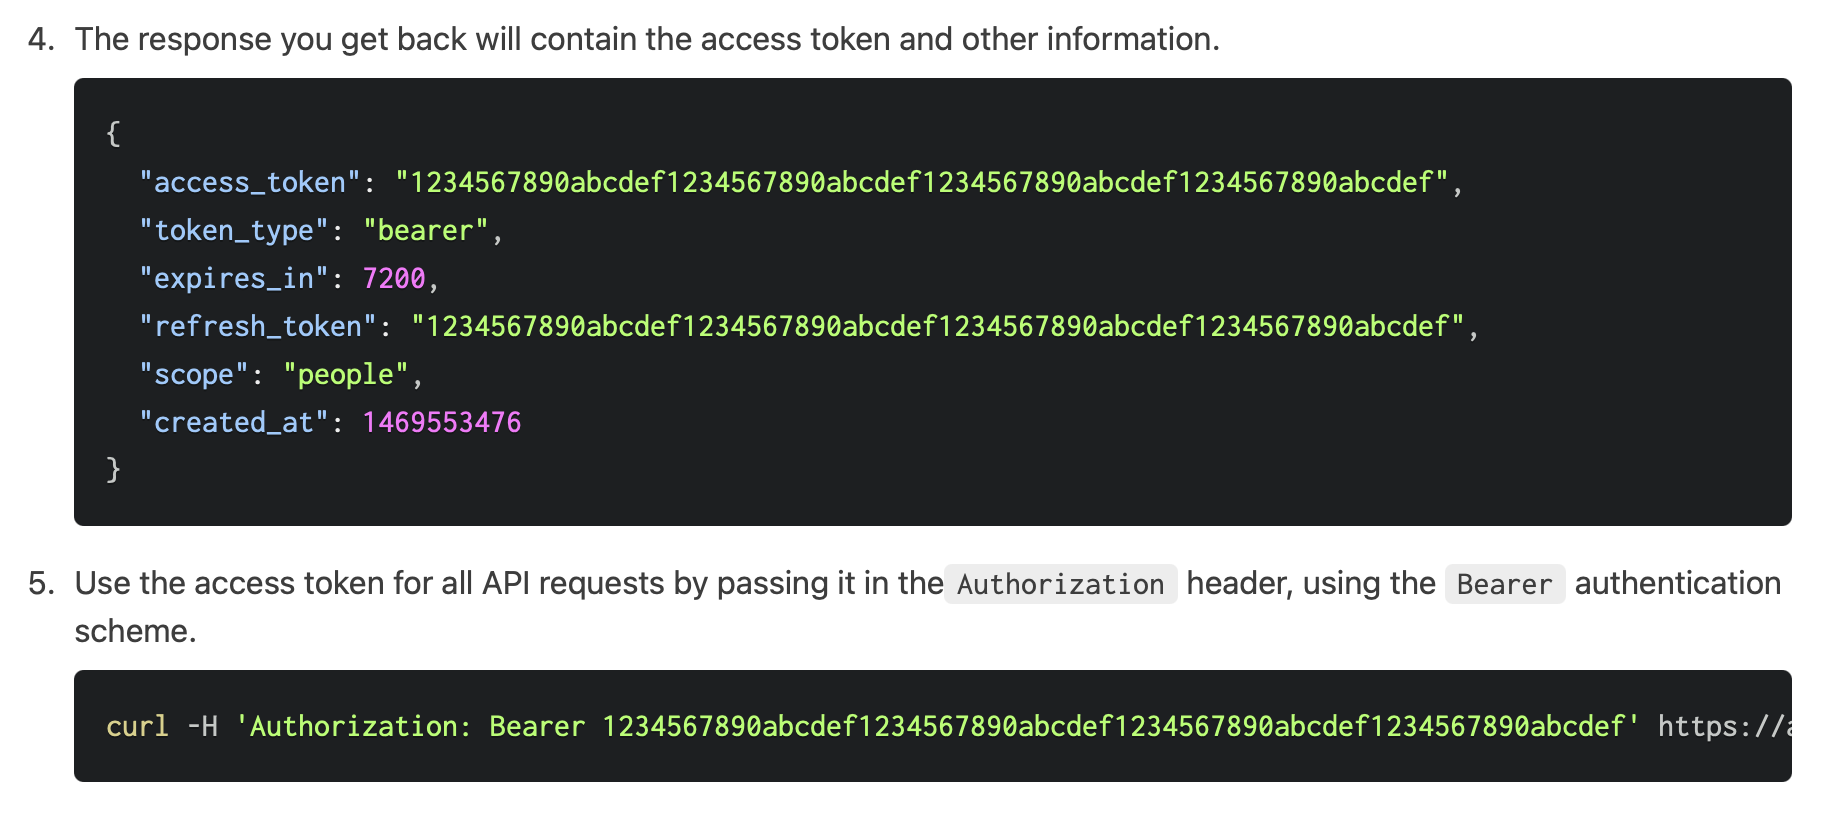 4. The response you get back will contain the access token and other information.
{
  "access_token": "1234567890abcdef1234567890abcdef1234567890abcdef1234567890abcdef",
  "token_type": "bearer",
  "expires_in": 7200,
  "refresh_token": "1234567890abcdef1234567890abcdef1234567890abcdef1234567890abcdef",
  "scope": "people",
  "created_at": 1469553476
}
5. Use the access token for all API requests by passing it in the Authorization header, using the Bearer authentication
scheme.
curl -H 'Authorization: Bearer 1234567890abcdef1234567890abcdef1234567890abcdef1234567890abcdef' https://